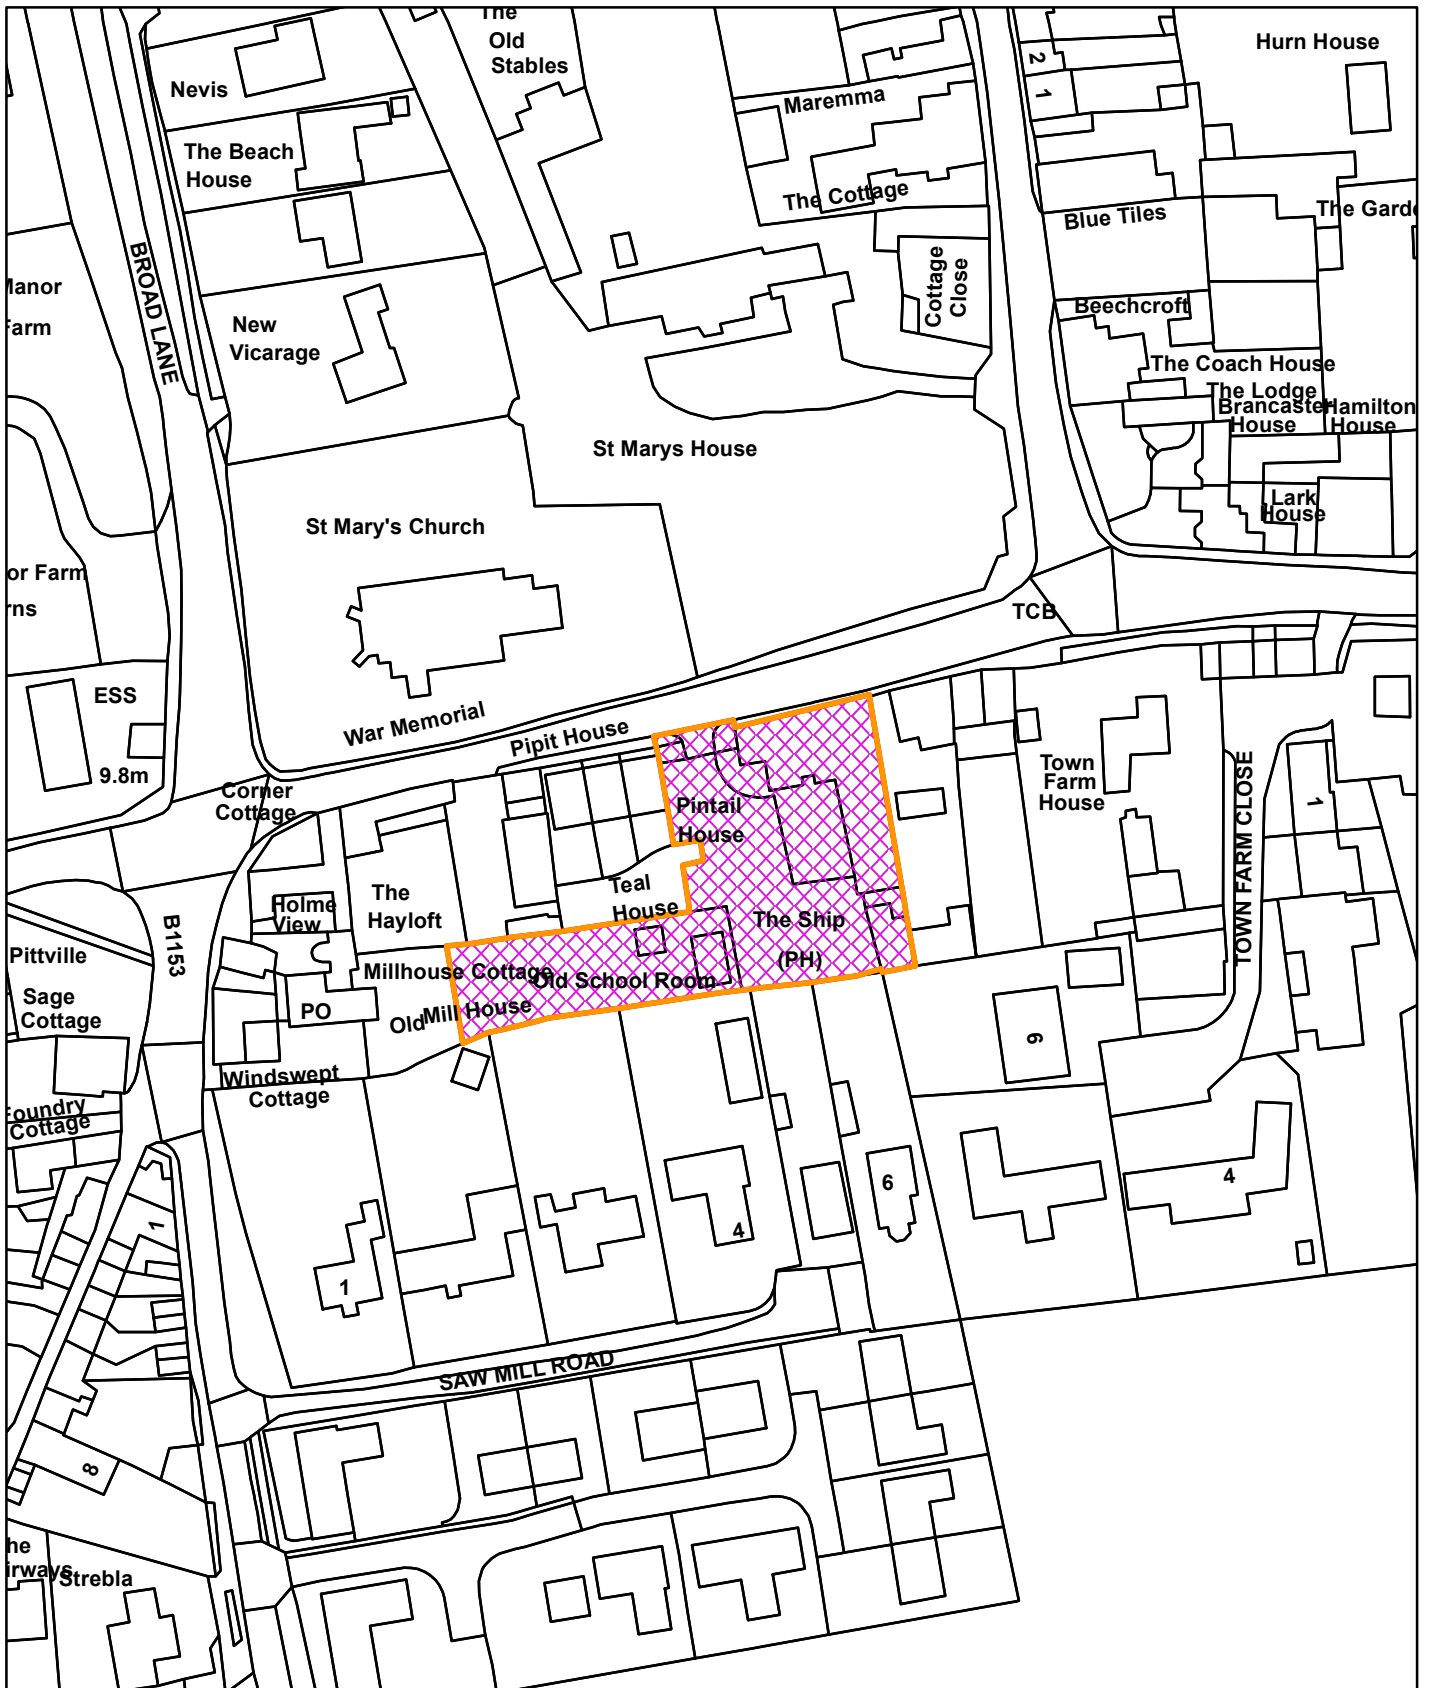 The
Old
Stables
Hurn House
Nevis
2
1
Maremma
The Beach
House
The Cottage
Blue Tiles
The Garde
BROAD LANE
Manor
Farm
Cottage
Close
New
Vicarage
Beechcroft
The Coach House
The Lodge
Brancaster
House
Hamilton
House
St Marys House
St Mary's Church
Lark
House
or Farm
rns
TCB
ESS
War Memorial
Pipit House
9.8m
Corner
Cottage
Town
Farm
House
TOWN FARM CLOSE
1
Pintail
House
Teal
House
The
Hayloft
Holme
View
B1153
The Ship
(PH)
Pittville
Sage
Cottage
Millhouse Cottage
Old School Room
Old Mill House
PO
6
Windswept
Cottage
Foundry
Cottage
1
6
4
4
1
SAW MILL ROAD
8
he
irways
Strebla